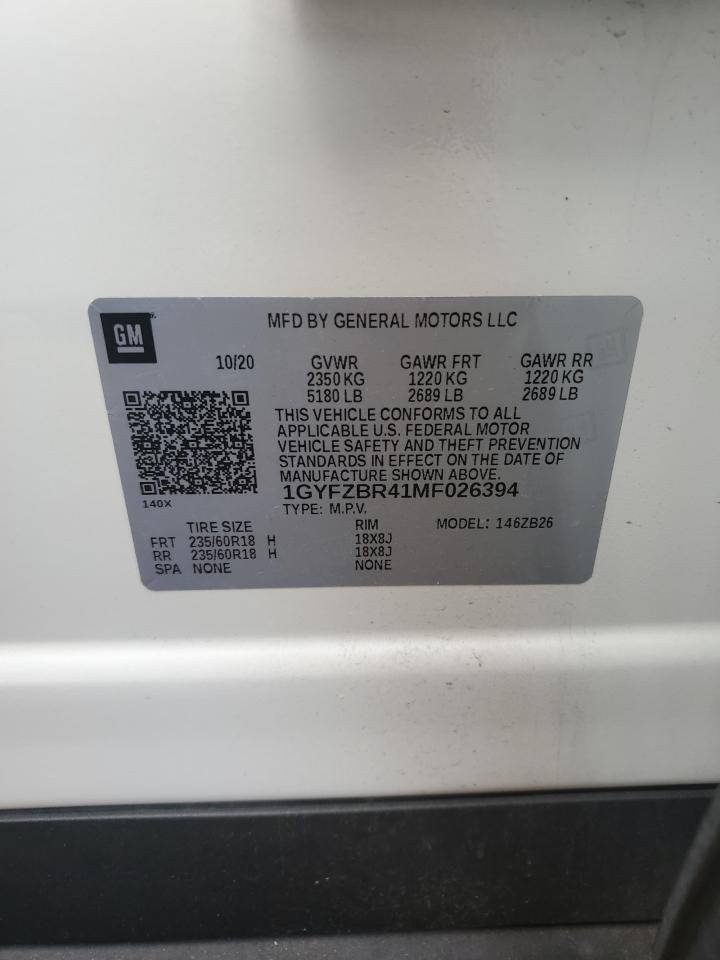 GM
MFD BY GENERAL MOTORS LLC
10/20 GVWR GAWR FRT GAWR RR
2350 KG 1220 KG 1220 KG
5180 LB 2689 LB 2689 LB
THIS VEHICLE CONFORMS TO ALL
APPLICABLE U.S. FEDERAL MOTOR
VEHICLE SAFETY AND THEFT PREVENTION
STANDARDS IN EFFECT ON THE DATE OF
MANUFACTURE SHOWN ABOVE.
1GYFZBR41MF026394
140X TYPE: M.P.V.
TIRE SIZE RIM MODEL: 146ZB26
FRT 235/60R18 H 18X8J
RR 235/60R18 H 18X8J
SPA NONE NONE